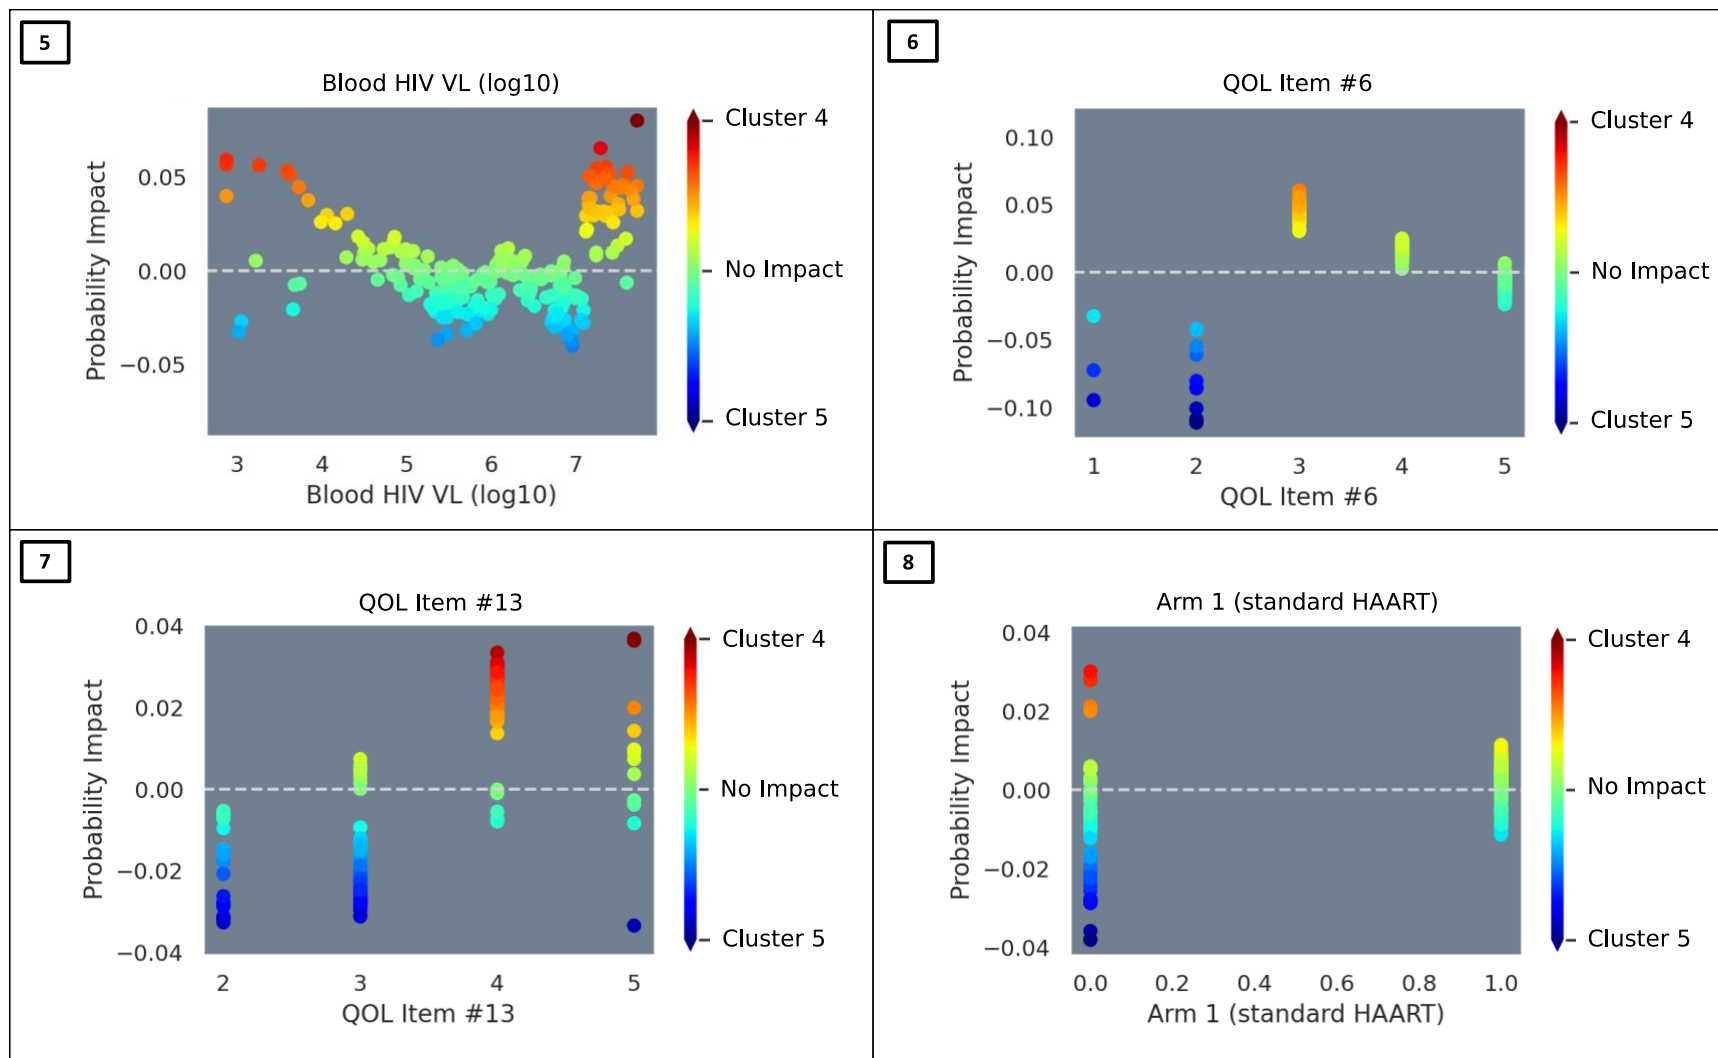 5
Blood HIV VL (log10)
Probability Impact
0.05
0.00
−0.05
3 4 5 6 7
Blood HIV VL (log10)
Cluster 4
No Impact
Cluster 5
6
QOL Item #6
Probability Impact
0.10
0.05
0.00
−0.05
−0.10
1 2 3 4 5
QOL Item #6
Cluster 4
No Impact
Cluster 5
7
QOL Item #13
Probability Impact
0.04
0.02
0.00
−0.02
−0.04
2 3 4 5
QOL Item #13
Cluster 4
No Impact
Cluster 5
8
Arm 1 (standard HAART)
Probability Impact
0.04
0.02
0.00
−0.02
−0.04
0.0 0.2 0.4 0.6 0.8 1.0
Arm 1 (standard HAART)
Cluster 4
No Impact
Cluster 5